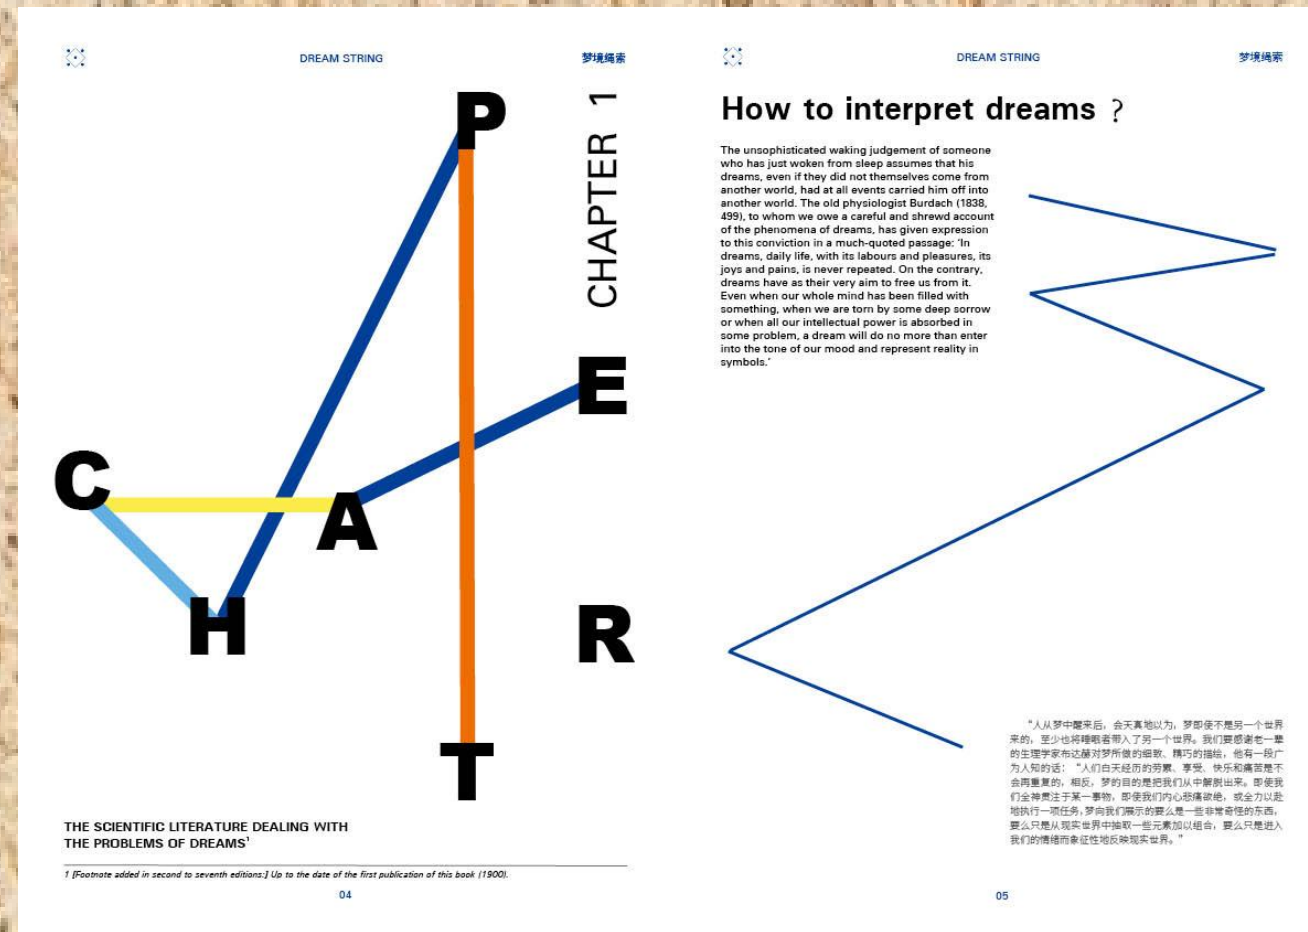 DREAM STRING
梦境绳索
CHAPTER 1
C
H
A
P
T
E
R
THE SCIENTIFIC LITERATURE DEALING WITH
THE PROBLEMS OF DREAMS¹
1 [Footnote added in second to seventh editions:] Up to the date of the first publication of this book (1900).
04
DREAM STRING
梦境绳索
How to interpret dreams ?
The unsophisticated waking judgement of someone
who has just woken from sleep assumes that his
dreams, even if they did not themselves come from
another world, had at all events carried him off into
another world. The old physiologist Burdach (1838,
499), to whom we owe a careful and shrewd account
of the phenomena of dreams, has given expression
to this conviction in a much-quoted passage: 'In
dreams, daily life, with its labours and pleasures, its
joys and pains, is never repeated. On the contrary,
dreams have as their very aim to free us from it.
Even when our whole mind has been filled with
something, when we are torn by some deep sorrow
or when all our intellectual power is absorbed in
some problem, a dream will do no more than enter
into the tone of our mood and represent reality in
symbols.'
“人从梦中醒来后，会天真地以为，梦即使不是另一个世界
来的，至少也将睡眠者带入了另一个世界。我们要感谢老一辈
的生理学家布达赫对梦所做的细致、精巧的描绘，他有一段广
为人知的话：“人们白天经历的劳累、享受、快乐和痛苦是不
会再重复的，相反，梦的目的是把我们从中解脱出来。即使我
们全神贯注于某一事物，即使我们内心悲痛欲绝，或全力以赴
地执行一项任务，梦向我们展示的要么是一些非常奇怪的东西，
要么只是从现实世界中抽取一些元素加以组合，要么只是进入
我们的情绪而象征性地反映现实世界。”
05